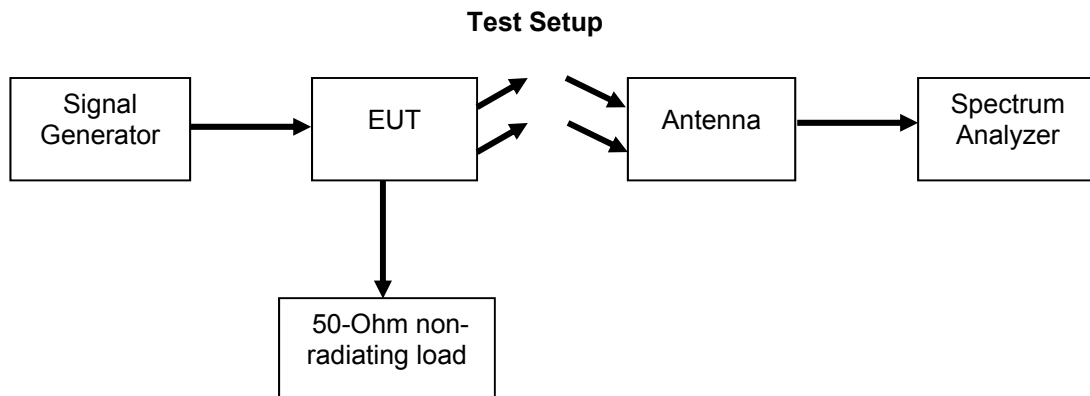 Test Setup
Signal
Generator
EUT
Antenna
Spectrum
Analyzer
50-Ohm non-
radiating load